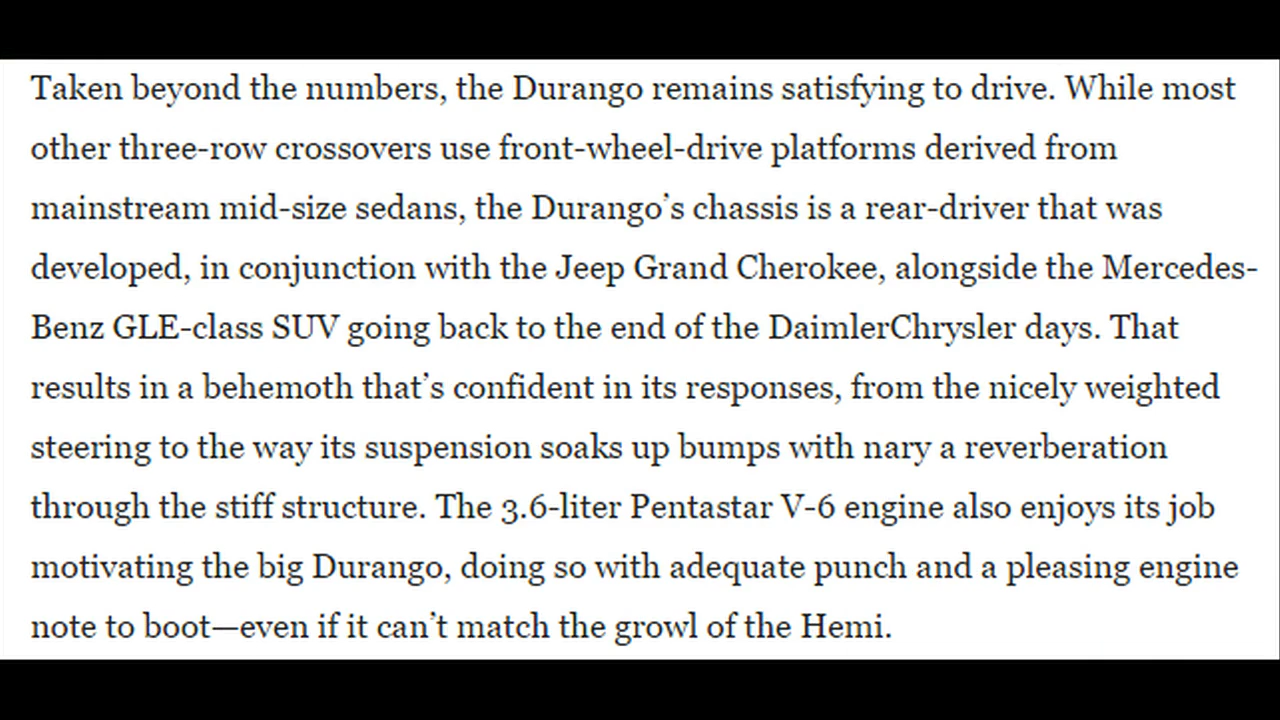 Taken beyond the numbers, the Durango remains satisfying to drive. While most
other three-row crossovers use front-wheel-drive platforms derived from
mainstream mid-size sedans, the Durango’s chassis is a rear-driver that was
developed, in conjunction with the Jeep Grand Cherokee, alongside the Mercedes-
Benz GLE-class SUV going back to the end of the DaimlerChrysler days. That
results in a behemoth that’s confident in its responses, from the nicely weighted
steering to the way its suspension soaks up bumps with nary a reverberation
through the stiff structure. The 3.6-liter Pentastar V-6 engine also enjoys its job
motivating the big Durango, doing so with adequate punch and a pleasing engine
note to boot—even if it can’t match the growl of the Hemi.